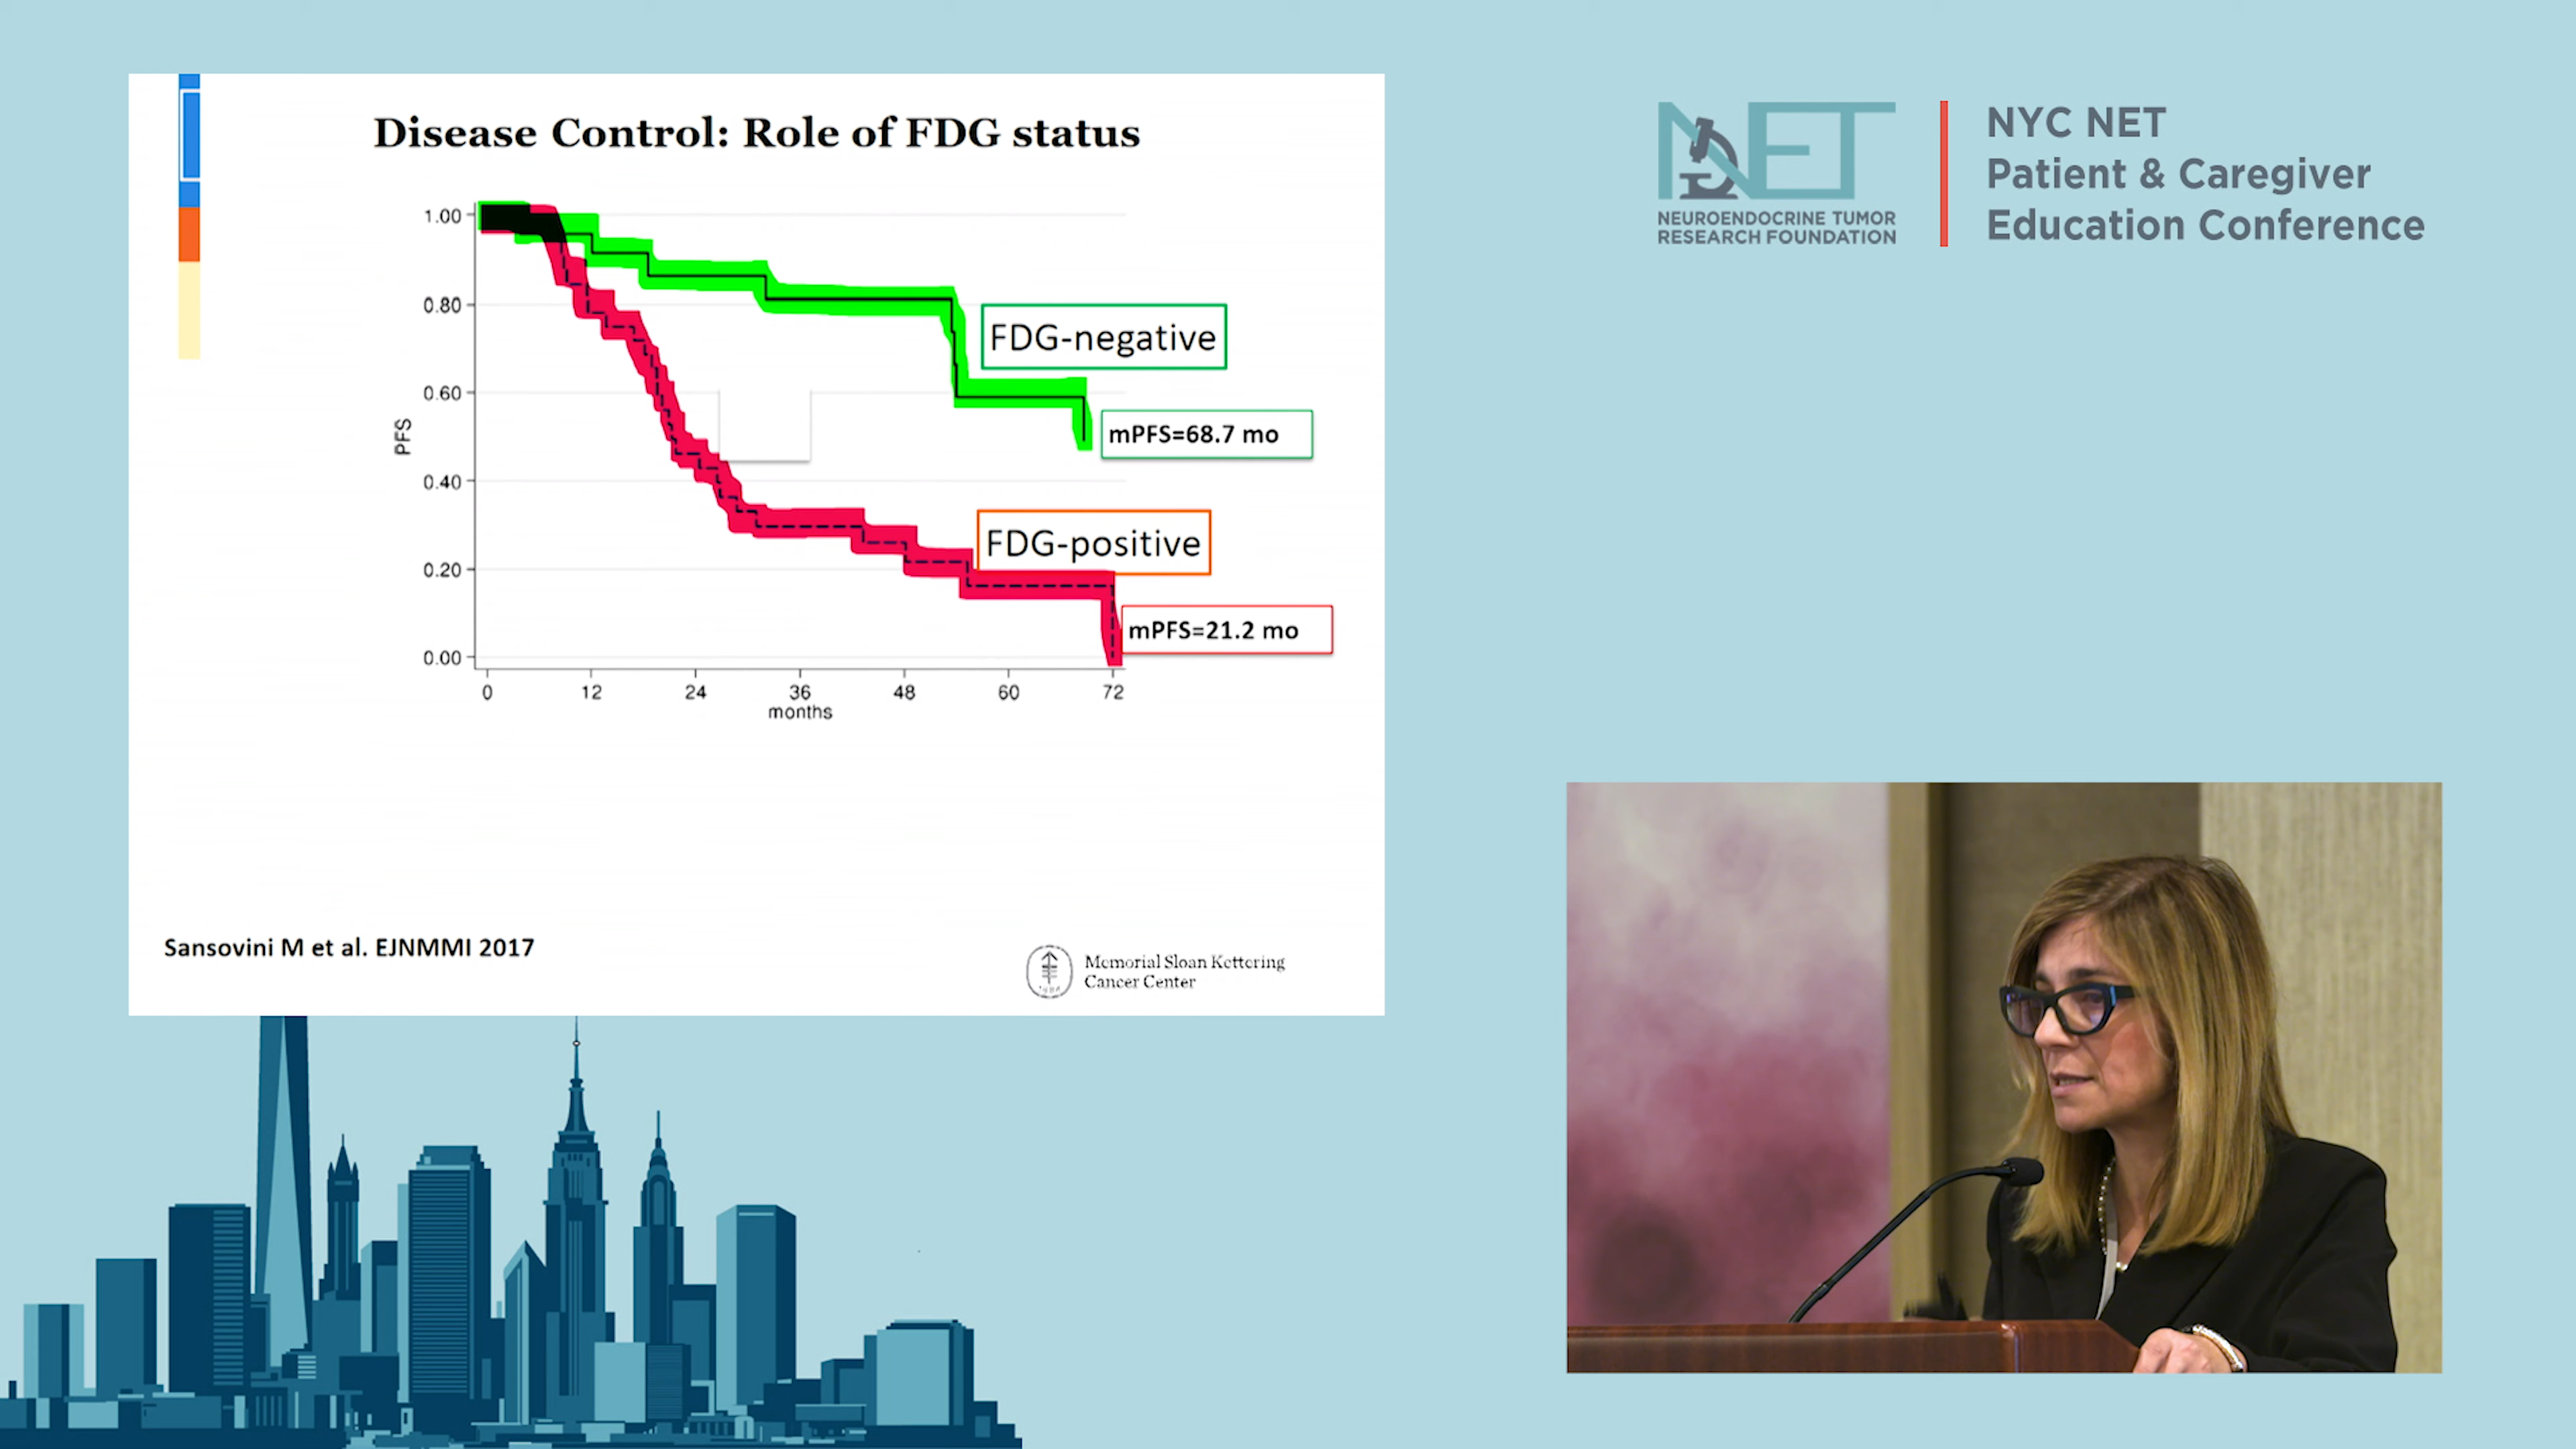 Disease Control: Role of FDG status
1.00
0.80
0.60
0.40
0.20
0.00
PFS
0 12 24 36 48 60 72
months
FDG-negative
mPFS=68.7 mo
FDG-positive
mPFS=21.2 mo
Sansovini M et al. EJNMMI 2017
Memorial Sloan Kettering
Cancer Center
NET
NEUROENDOCRINE TUMOR
RESEARCH FOUNDATION
NYC NET
Patient & Caregiver
Education Conference